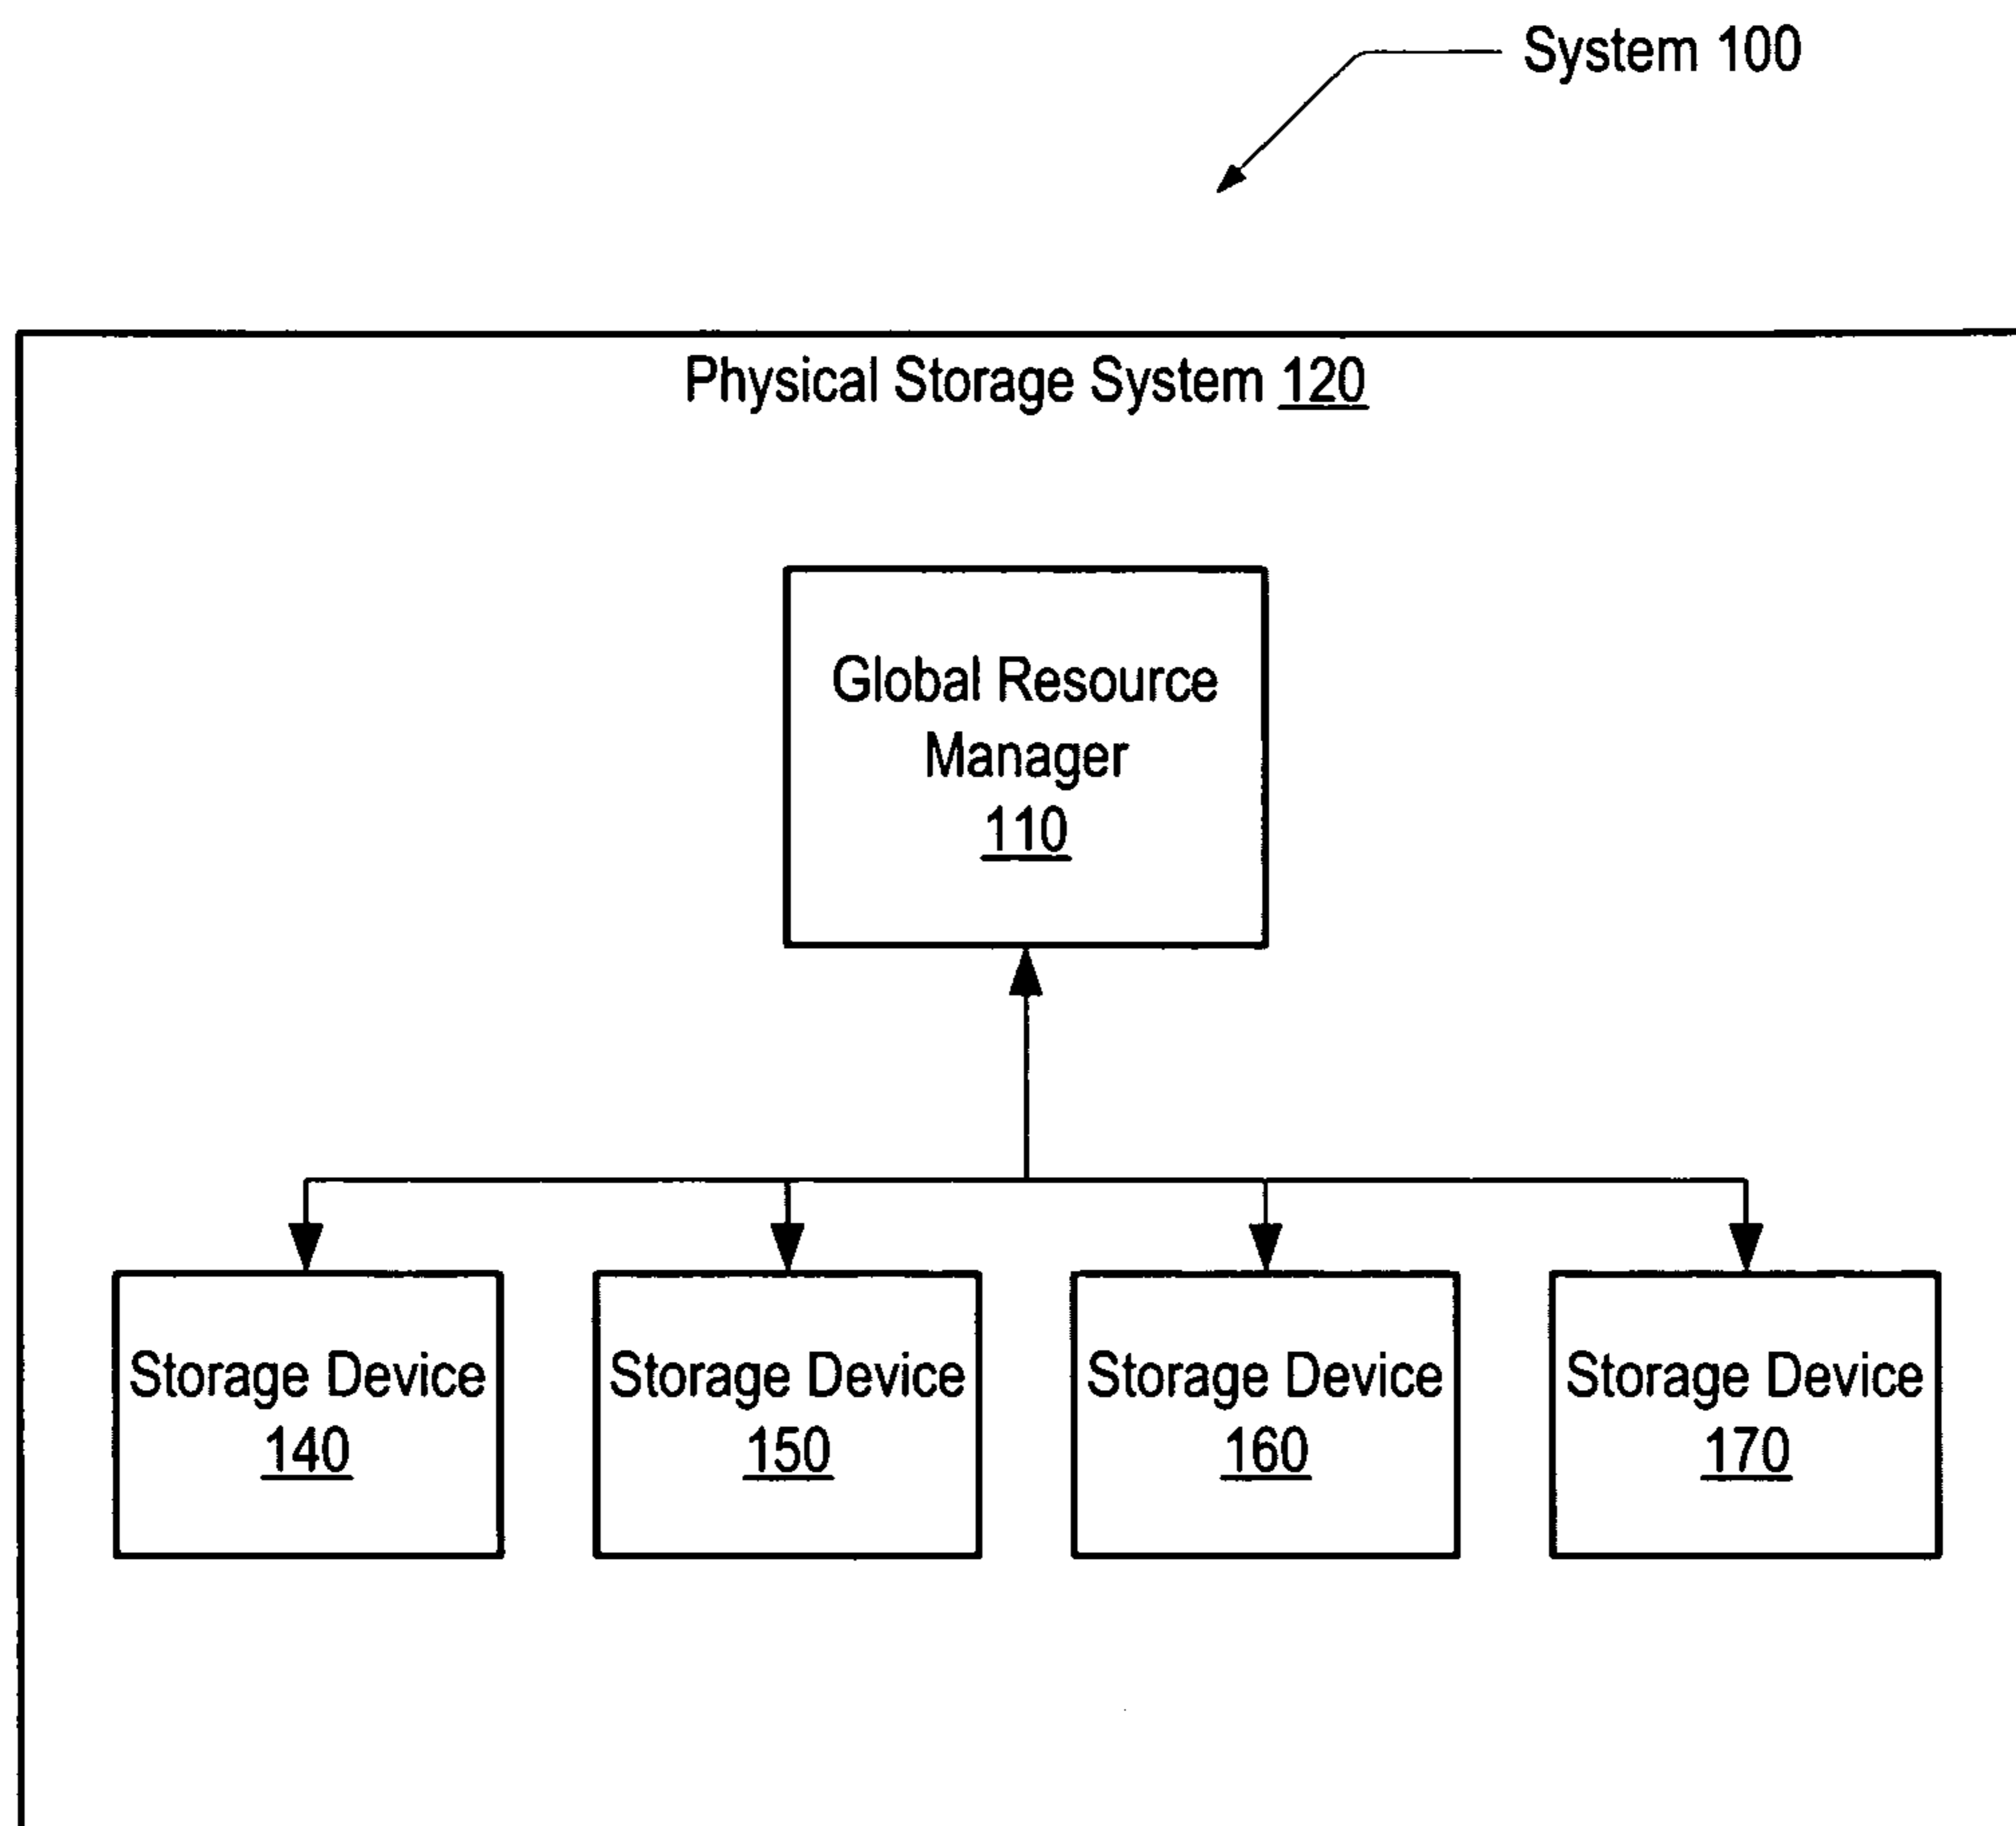 System 100
Physical Storage System 120
Global Resource
Manager
110
Storage Device
140
Storage Device
150
Storage Device
160
Storage Device
170